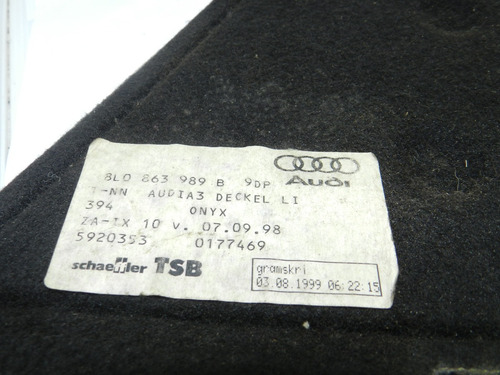 8L0 863 989 B 9DP
Audi
T-NN AUDIA3 DECKEL LI
394 ONYX
ZA-TX 10 V. 07.09.98
5920353 0177469
schaeffler TSB
gramskri
03.08.1999 06:22:15